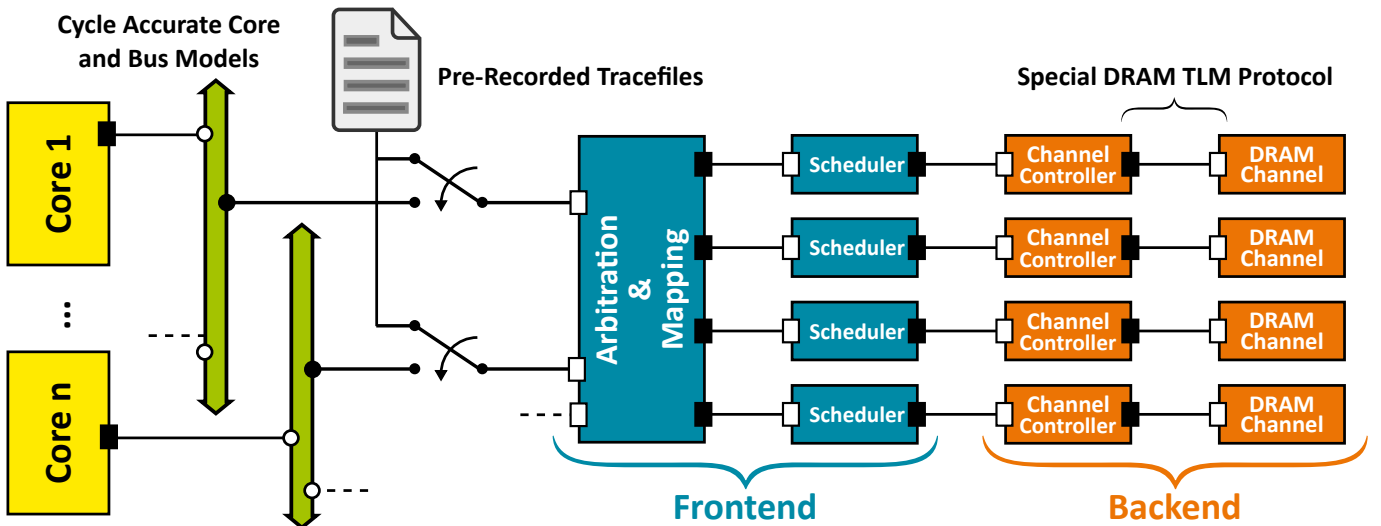 Cycle Accurate Core
and Bus Models
Pre-Recorded Tracefiles
Special DRAM TLM Protocol
Core 1
...
Core n
Arbitration
&
Mapping
Scheduler
Channel
Controller
DRAM
Channel
Scheduler
Channel
Controller
DRAM
Channel
Scheduler
Channel
Controller
DRAM
Channel
Scheduler
Channel
Controller
DRAM
Channel
Frontend
Backend